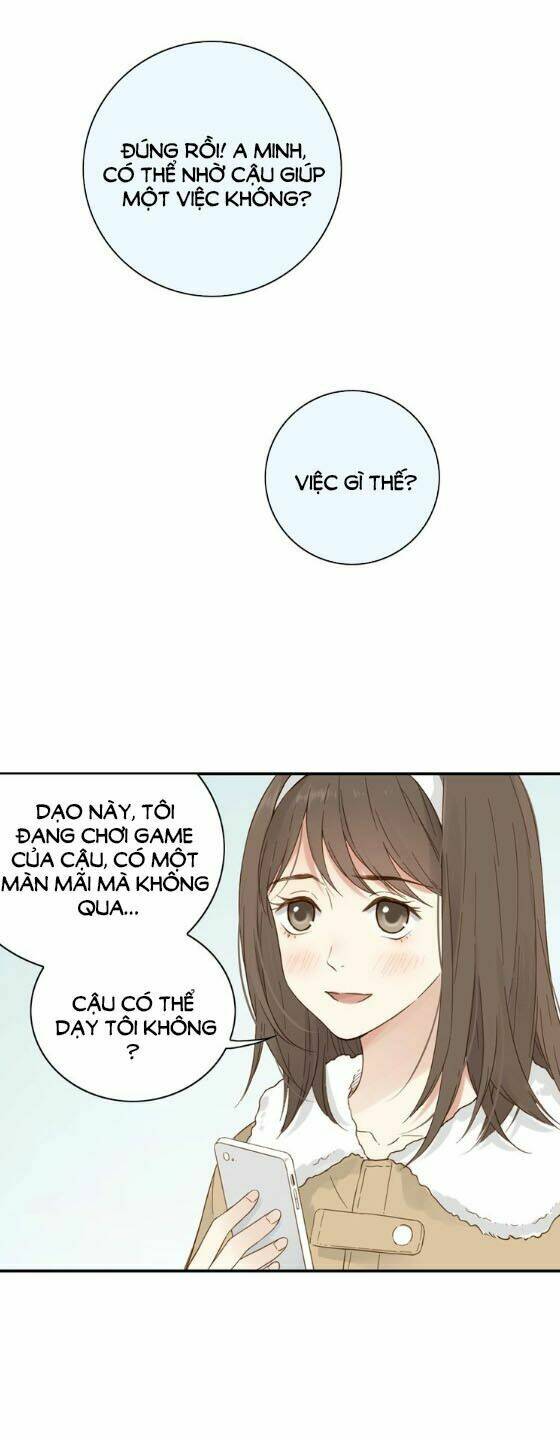 ĐÚNG RỒI! A MINH,
CÓ THỂ NHỜ CẬU GIÚP
MỘT VIỆC KHÔNG?
VIỆC GÌ THẾ?
DẠO NÀY, TÔI
ĐANG CHƠI GAME
CỦA CẬU, CÓ MỘT
MÀN MÃI MÀ KHÔNG
QUA...
CẬU CÓ THỂ
DẠY TÔI KHÔNG
?